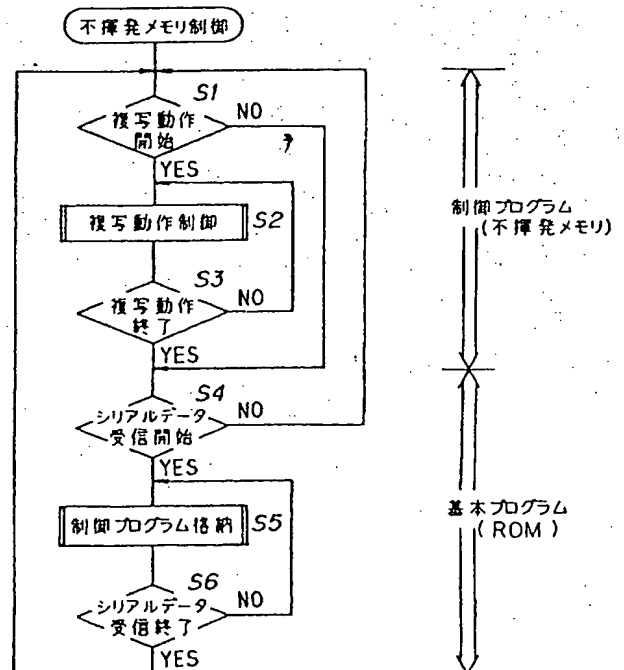 不揮発メモリ制御
S1
複写動作
開始
NO
YES
複写動作制御
S2
S3
複写動作
終了
NO
YES
制御プログラム
(不揮発メモリ)
S4
シリアルデータ
受信開始
NO
YES
制御プログラム格納
S5
S6
シリアルデータ
受信終了
NO
YES
基本プログラム
(ROM)